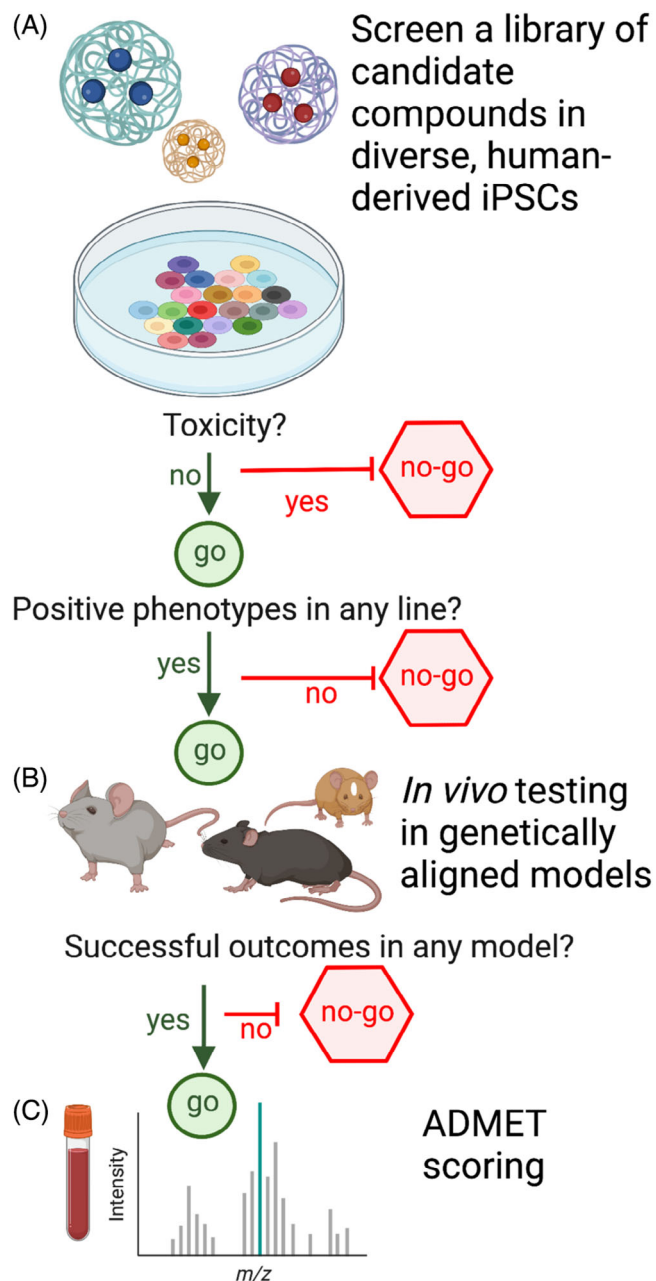 (A)
Screen a library of
candidate
compounds in
diverse, human-
derived iPSCs
Toxicity?
no
yes
no-go
go
Positive phenotypes in any line?
yes
no
no-go
go
(B)
In vivo testing
in genetically
aligned models
Successful outcomes in any model?
yes
no
no-go
go
(C)
ADMET
scoring
Intensity
m/z